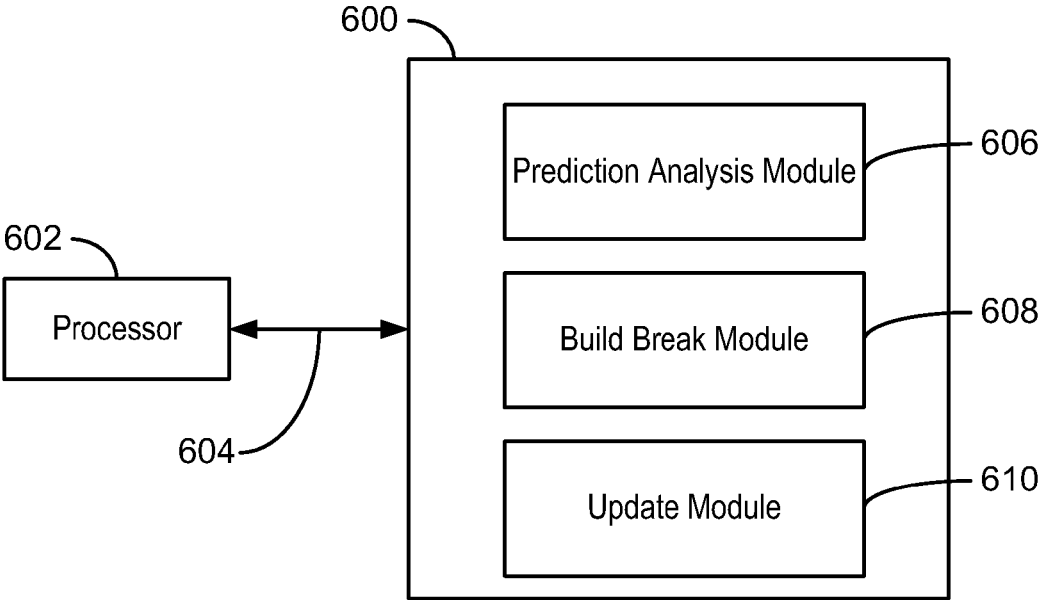 600
Prediction Analysis Module
606
602
Processor
Build Break Module
608
604
Update Module
610